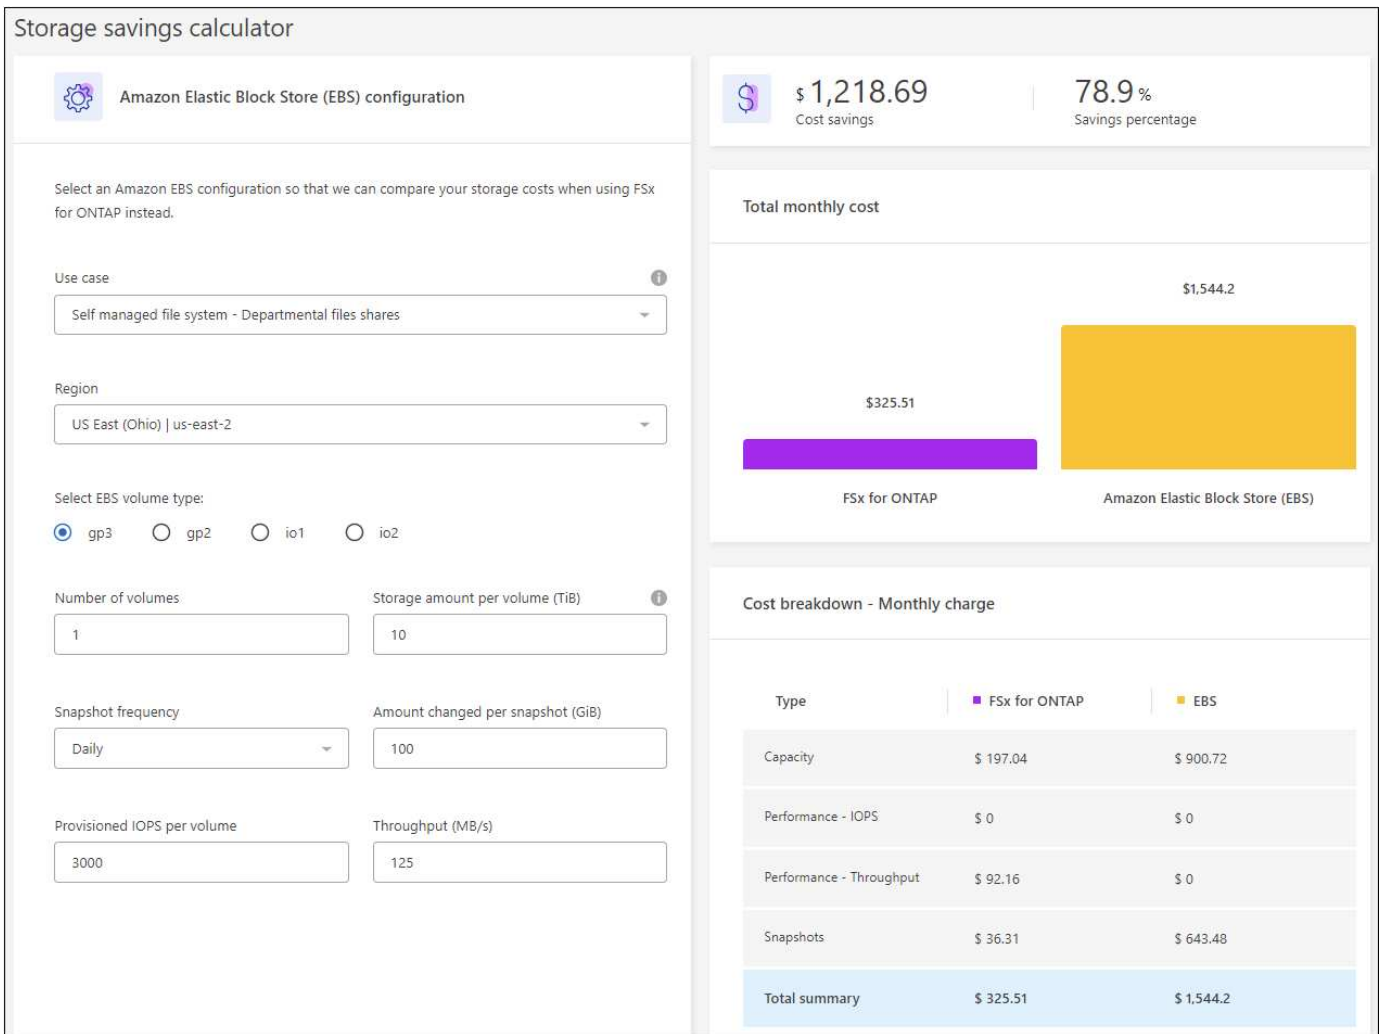 Storage savings calculator
Amazon Elastic Block Store (EBS) configuration
Select an Amazon EBS configuration so that we can compare your storage costs when using FSx
for ONTAP instead.
Use case
Self managed file system - Departmental files shares
Region
US East (Ohio) | us-east-2
Select EBS volume type:
gp3 gp2 io1 io2
Number of volumes Storage amount per volume (TiB)
1 10
Snapshot frequency Amount changed per snapshot (GiB)
Daily 100
Provisioned IOPS per volume Throughput (MB/s)
3000 125
$ 1,218.69 78.9 %
Cost savings Savings percentage
Total monthly cost
$1,544.2
$325.51
FSx for ONTAP Amazon Elastic Block Store (EBS)
Cost breakdown - Monthly charge
Type FSx for ONTAP EBS
Capacity $ 197.04 $ 900.72
Performance - IOPS $ 0 $ 0
Performance - Throughput $ 92.16 $ 0
Snapshots $ 36.31 $ 643.48
Total summary $ 325.51 $ 1,544.2